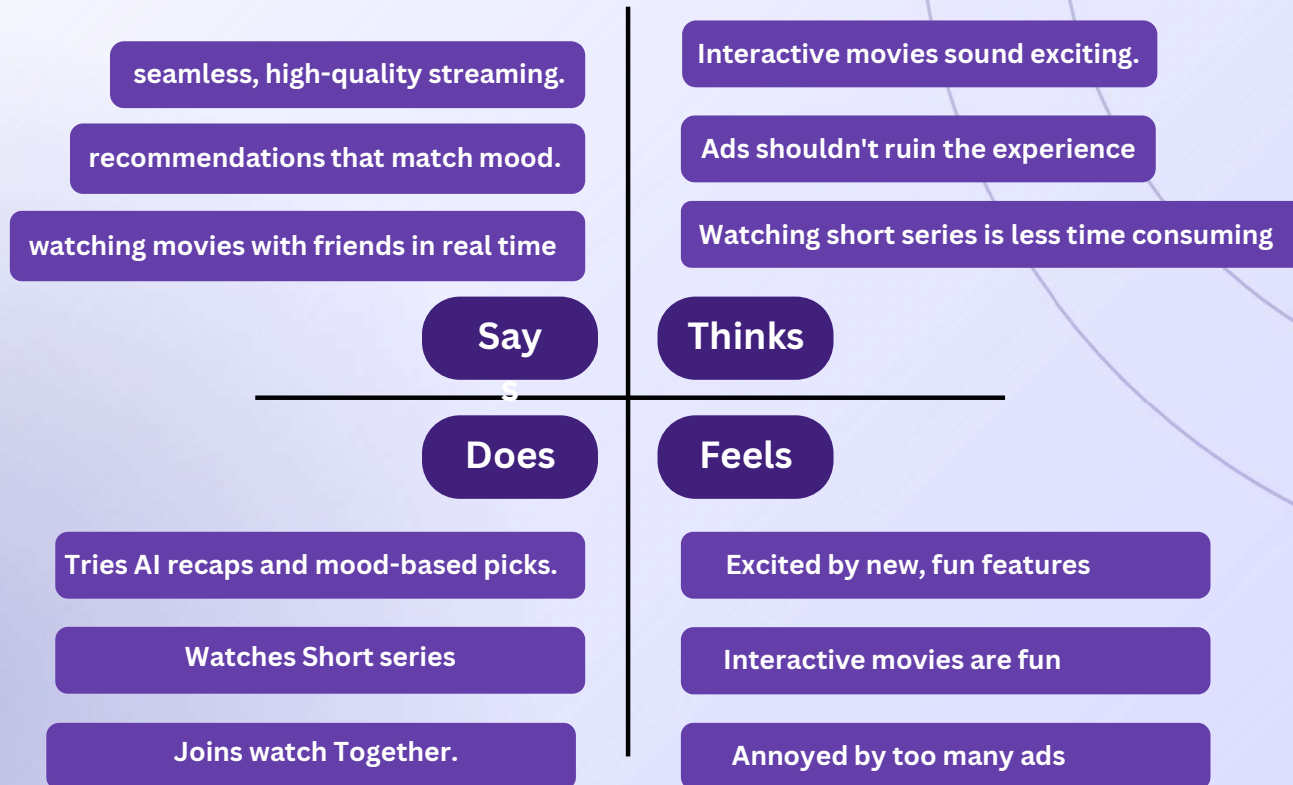 seamless, high-quality streaming.
recommendations that match mood.
watching movies with friends in real time
Say
s
Interactive movies sound exciting.
Ads shouldn't ruin the experience
Watching short series is less time consuming
Thinks
Does
Tries AI recaps and mood-based picks.
Watches Short series
Joins watch Together.
Feels
Excited by new, fun features
Interactive movies are fun
Annoyed by too many ads